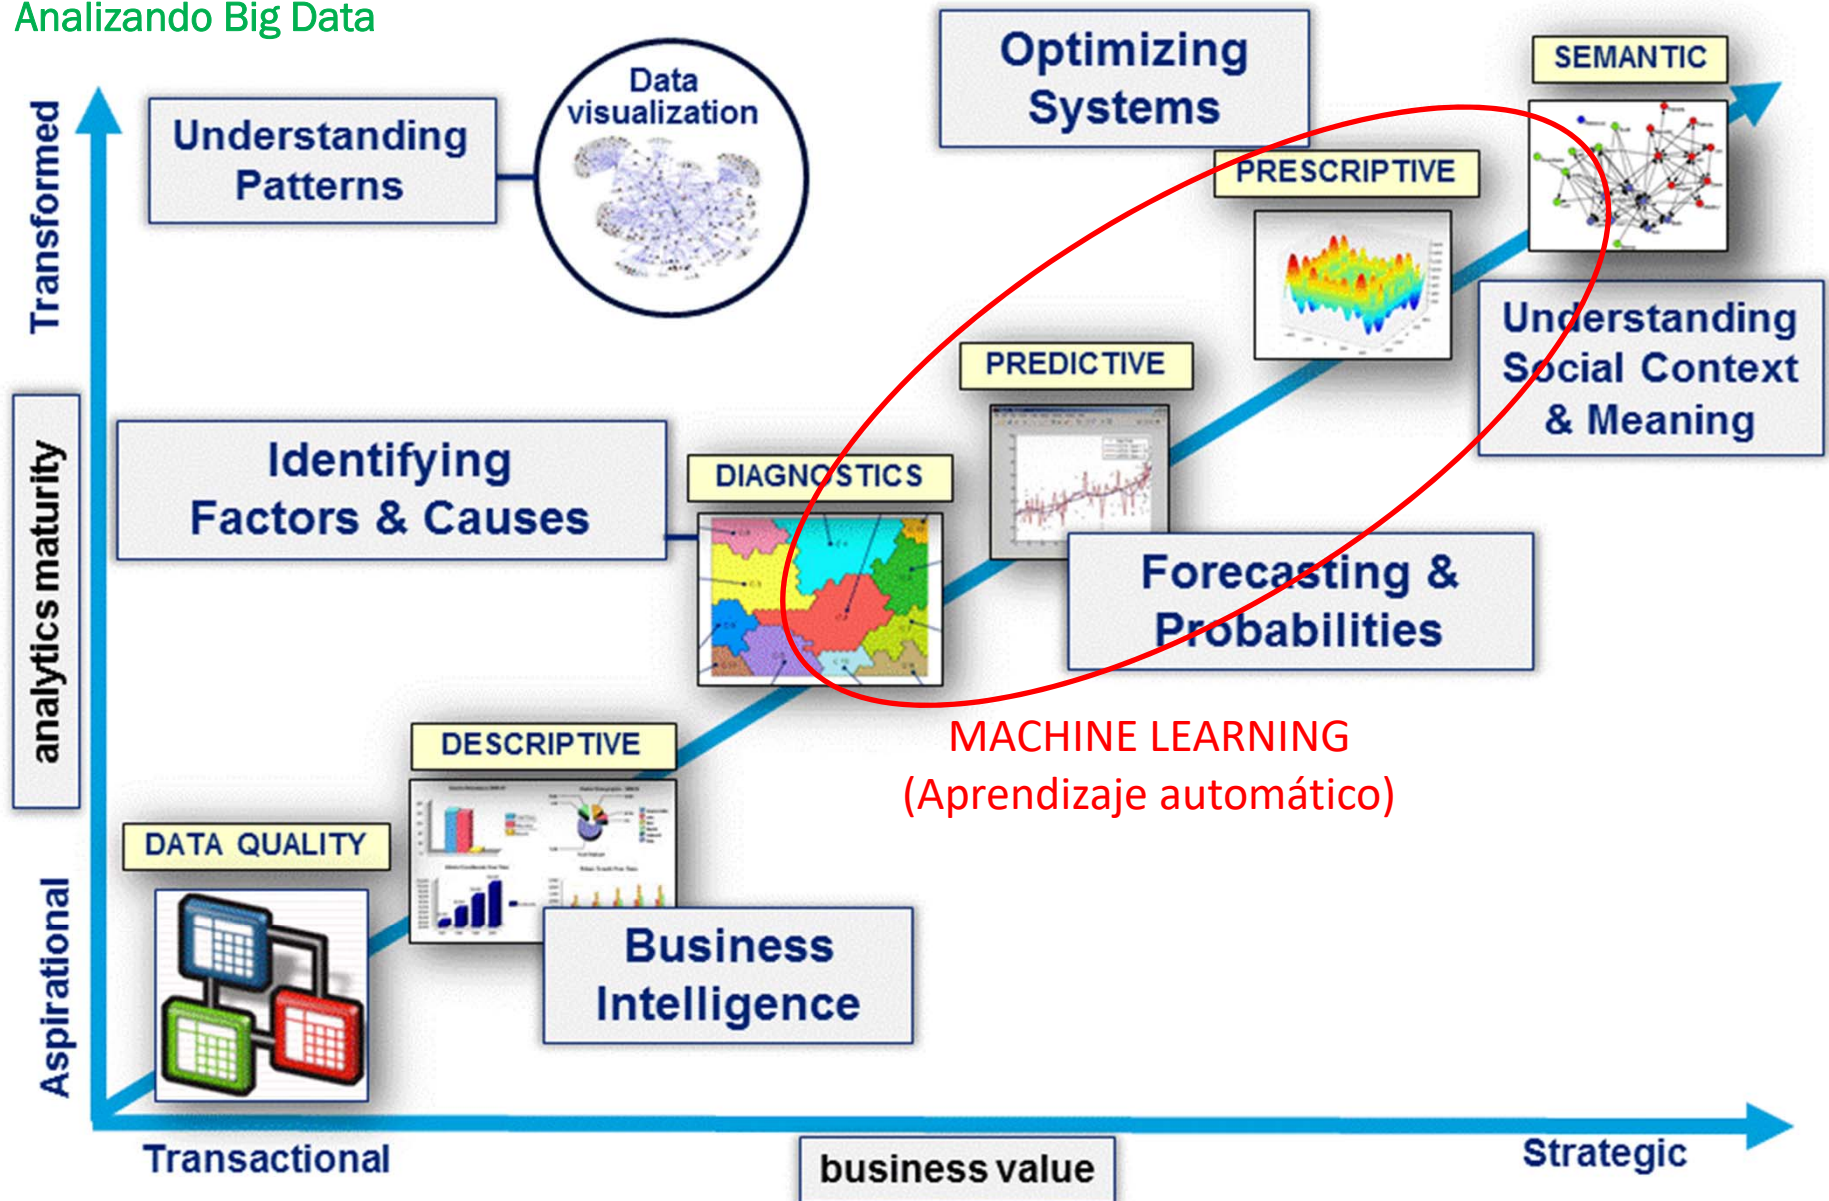 Analizando Big Data
Optimizing
Systems
SEMANTIC
Data
visualization
Understanding
Patterns
Transformed
PRESCRIPTIVE
Understanding
Social Context
& Meaning
PREDICTIVE
Identifying
Factors & Causes
DIAGNOSTICS
analytics maturity
Forecasting &
Probabilities
MACHINE LEARNING
(Aprendizaje automático)
DESCRIPTIVE
DATA QUALITY
Aspirational
Business
Intelligence
Transactional
business value
Strategic